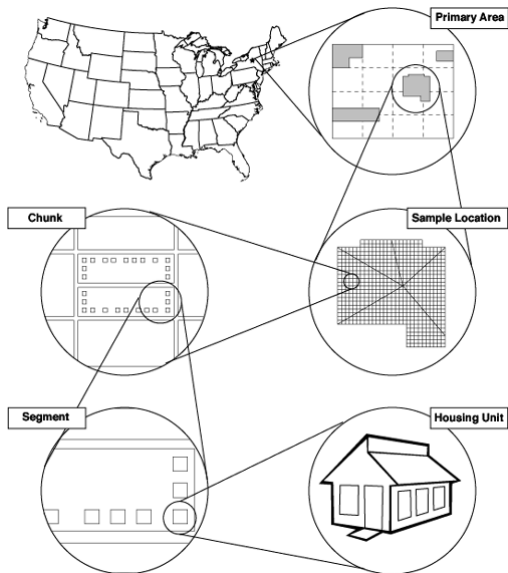 Primary Area
Chunk
Sample Location
Segment
Housing Unit